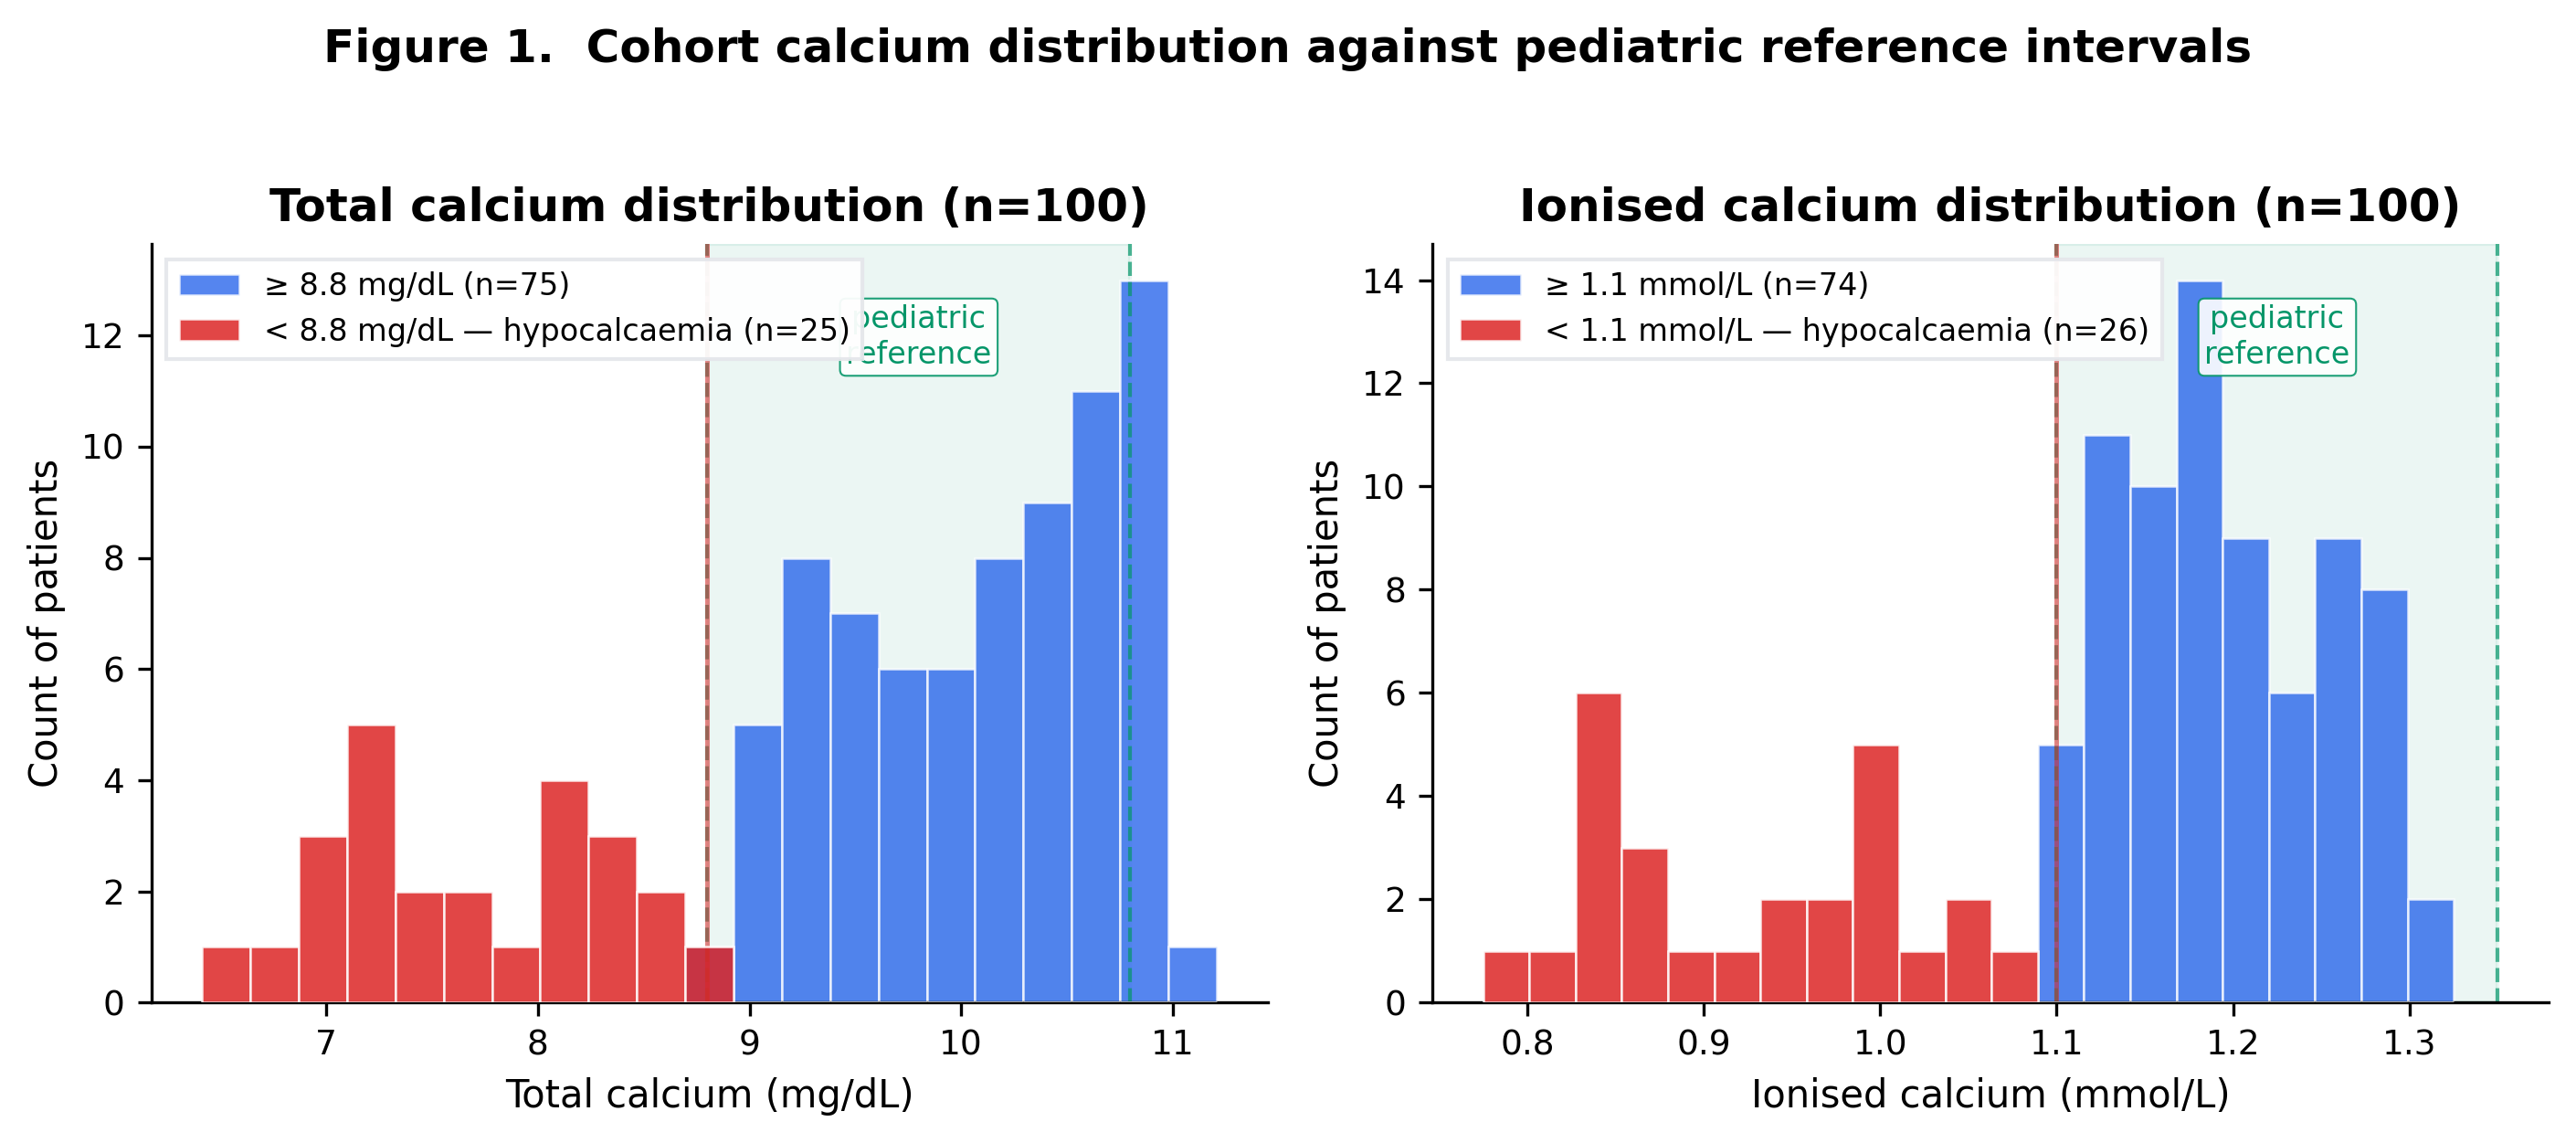 Figure 1.  Cohort calcium distribution against pediatric reference intervals
Total calcium distribution (n=100)
≥ 8.8 mg/dL (n=75)
< 8.8 mg/dL — hypocalcaemia (n=25)
pediatric
reference
Count of patients
0
2
4
6
8
10
12
7
8
9
10
11
Total calcium (mg/dL)
Ionised calcium distribution (n=100)
≥ 1.1 mmol/L (n=74)
< 1.1 mmol/L — hypocalcaemia (n=26)
pediatric
reference
Count of patients
0
2
4
6
8
10
12
14
0.8
0.9
1.0
1.1
1.2
1.3
Ionised calcium (mmol/L)